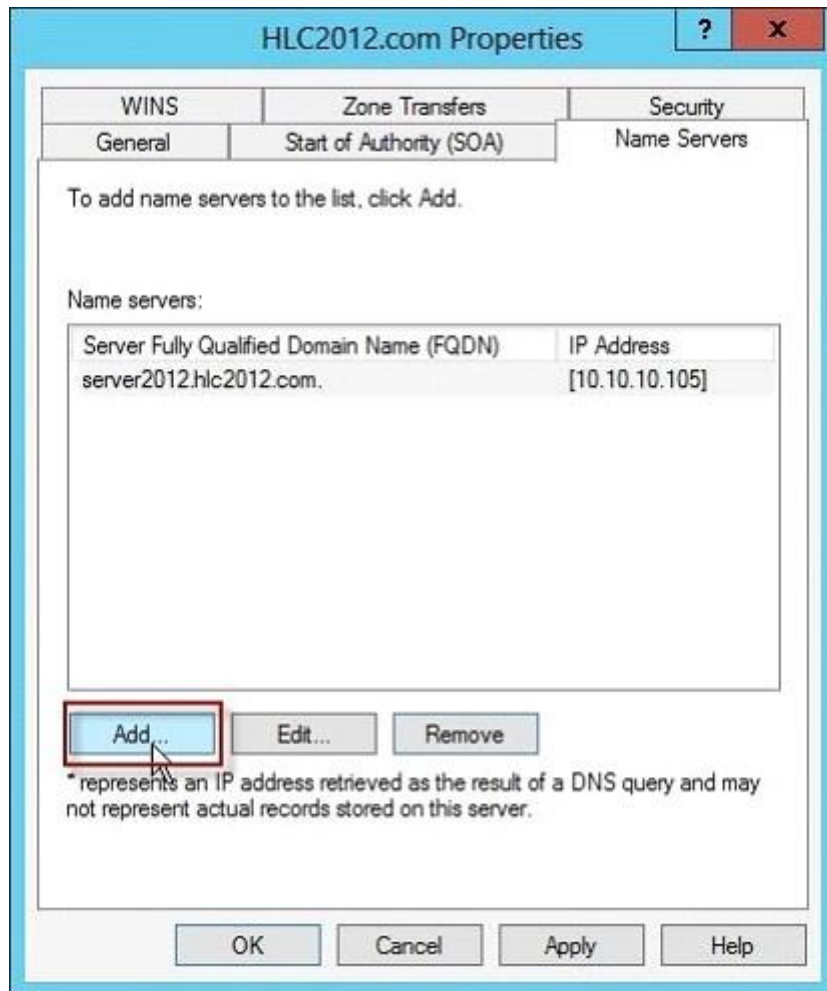 HLC2012.com Properties
? x
WINS Zone Transfers Security
General Start of Authority (SOA) Name Servers
To add name servers to the list, click Add.
Name servers:
Server Fully Qualified Domain Name (FQDN) IP Address
server2012.hlc2012.com. [10.10.10.105]
Add... Edit... Remove
* represents an IP address retrieved as the result of a DNS query and may
not represent actual records stored on this server.
OK Cancel Apply Help